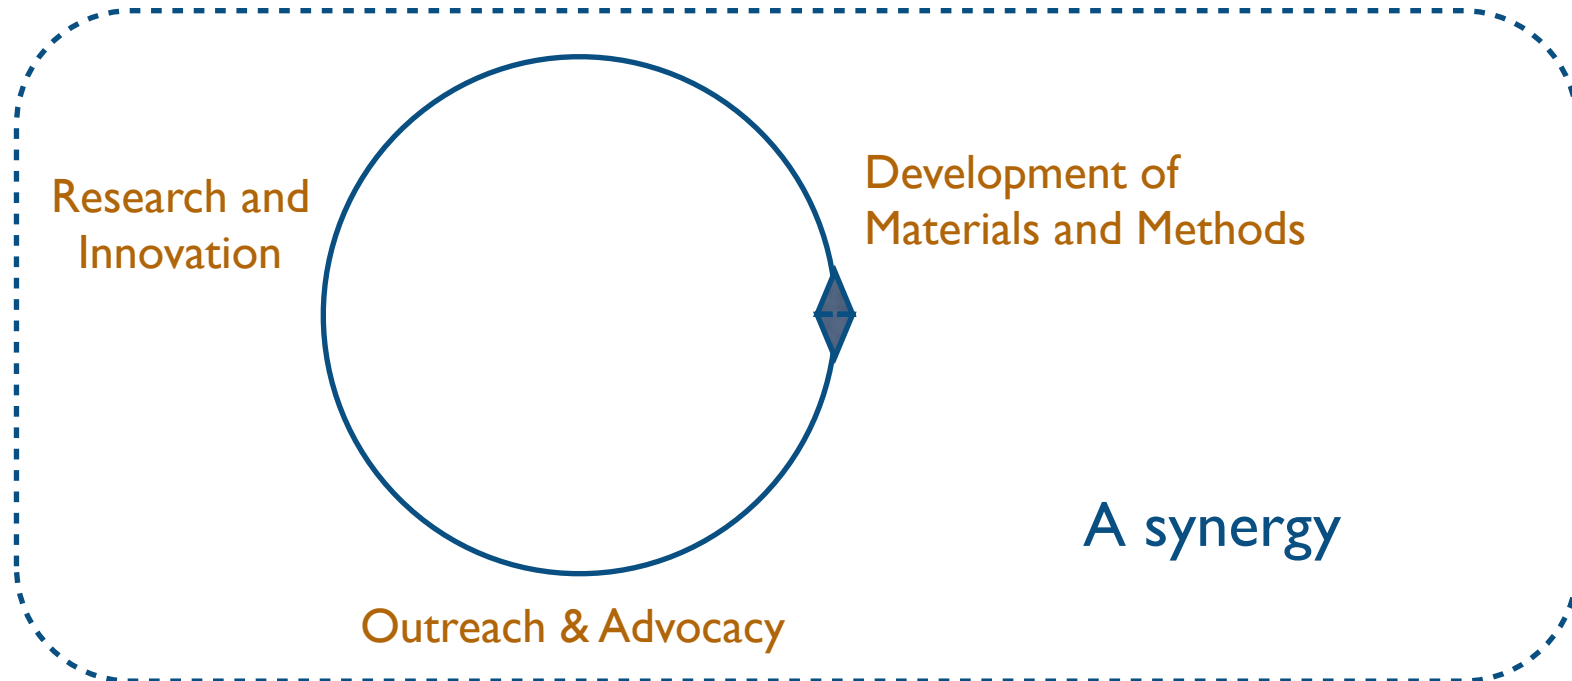 Research and
Innovation
Development of
Materials and Methods
A synergy
Outreach & Advocacy